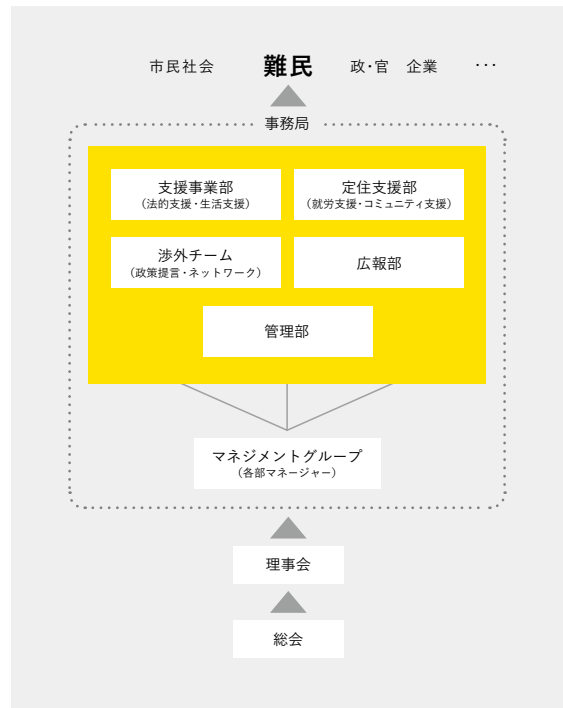 市民社会 難民 政・官 企業 ･･･
事務局
支援事業部
（法的支援・生活支援）
定住支援部
（就労支援・コミュニティ支援）
渉外チーム
（政策提言・ネットワーク）
広報部
管理部
マネジメントグループ
（各部マネージャー）
理事会
総会